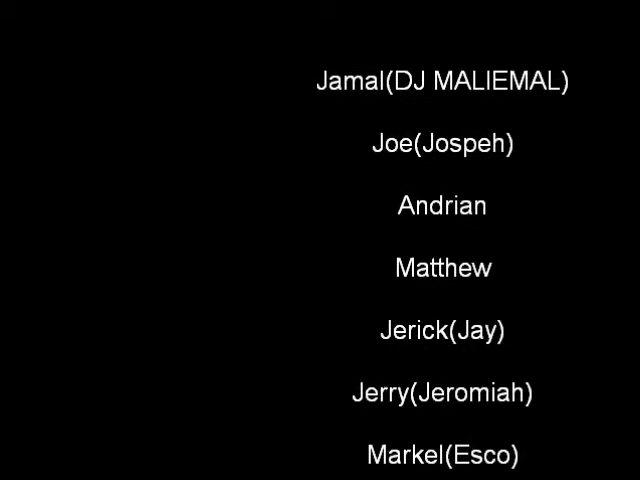 Jamal(DJ MALIEMAL)
Joe(Jospeh)
Andrian
Matthew
Jerick(Jay)
Jerry(Jeromiah)
Markel(Esco)